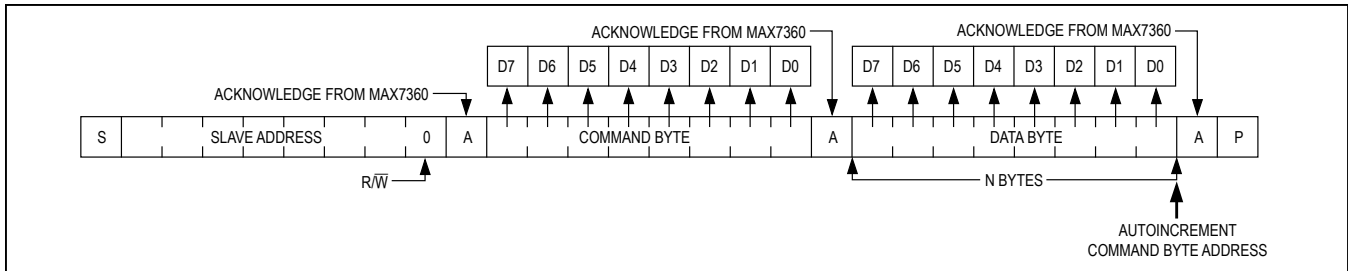 ACKNOWLEDGE FROM MAX7360
ACKNOWLEDGE FROM MAX7360
D7 D6 D5 D4 D3 D2 D1 D0
D7 D6 D5 D4 D3 D2 D1 D0
ACKNOWLEDGE FROM MAX7360
S SLAVE ADDRESS 0 A COMMAND BYTE A DATA BYTE A P
R/W̅
N BYTES
AUTOINCREMENT
COMMAND BYTE ADDRESS